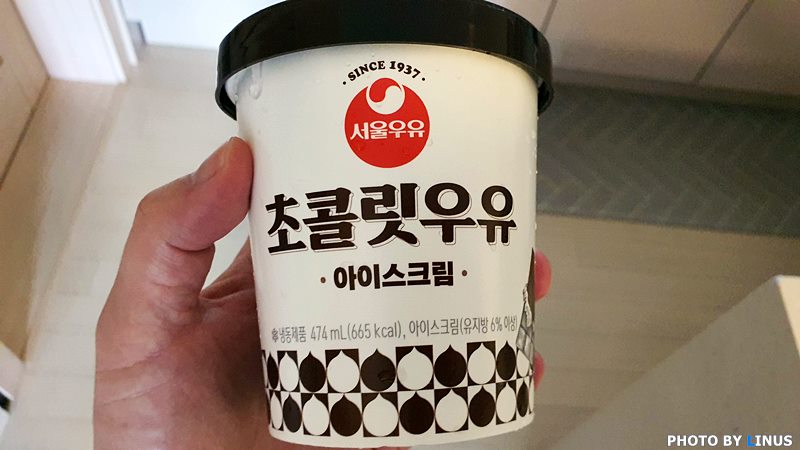 · SINCE 1937 ·
서울우유
초콜릿우유
· 아이스크림 ·
❄냉동제품 474 mL(665 kcal), 아이스크림(유지방 6% 이상)
PHOTO BY LINUS